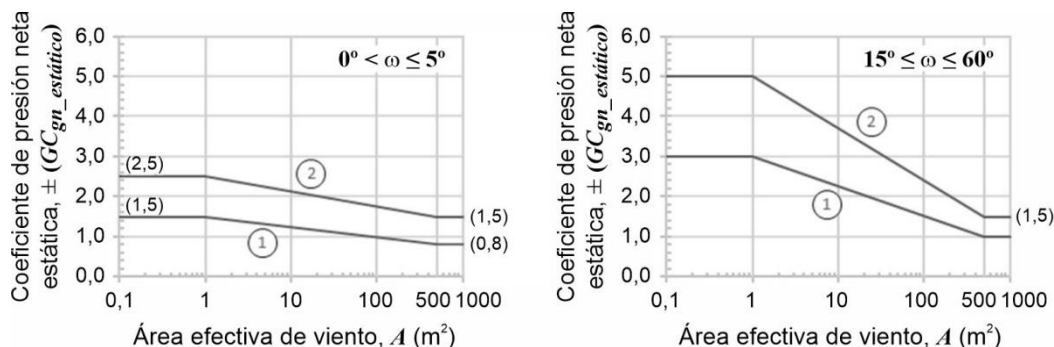 Coeficiente de presión neta
estática, ± (GCgn_estático)
6,0
5,0
4,0
3,0
2,0
1,0
0,0
0° < ω ≤ 5°
(2,5)
(1,5)
2
1
(1,5)
(0,8)
0,1 1 10 100 500 1000
Área efectiva de viento, A (m²)
Coeficiente de presión neta
estática, ± (GCgn_estático)
6,0
5,0
4,0
3,0
2,0
1,0
0,0
15° ≤ ω ≤ 60°
2
1
(1,5)
0,1 1 10 100 500 1000
Área efectiva de viento, A (m²)